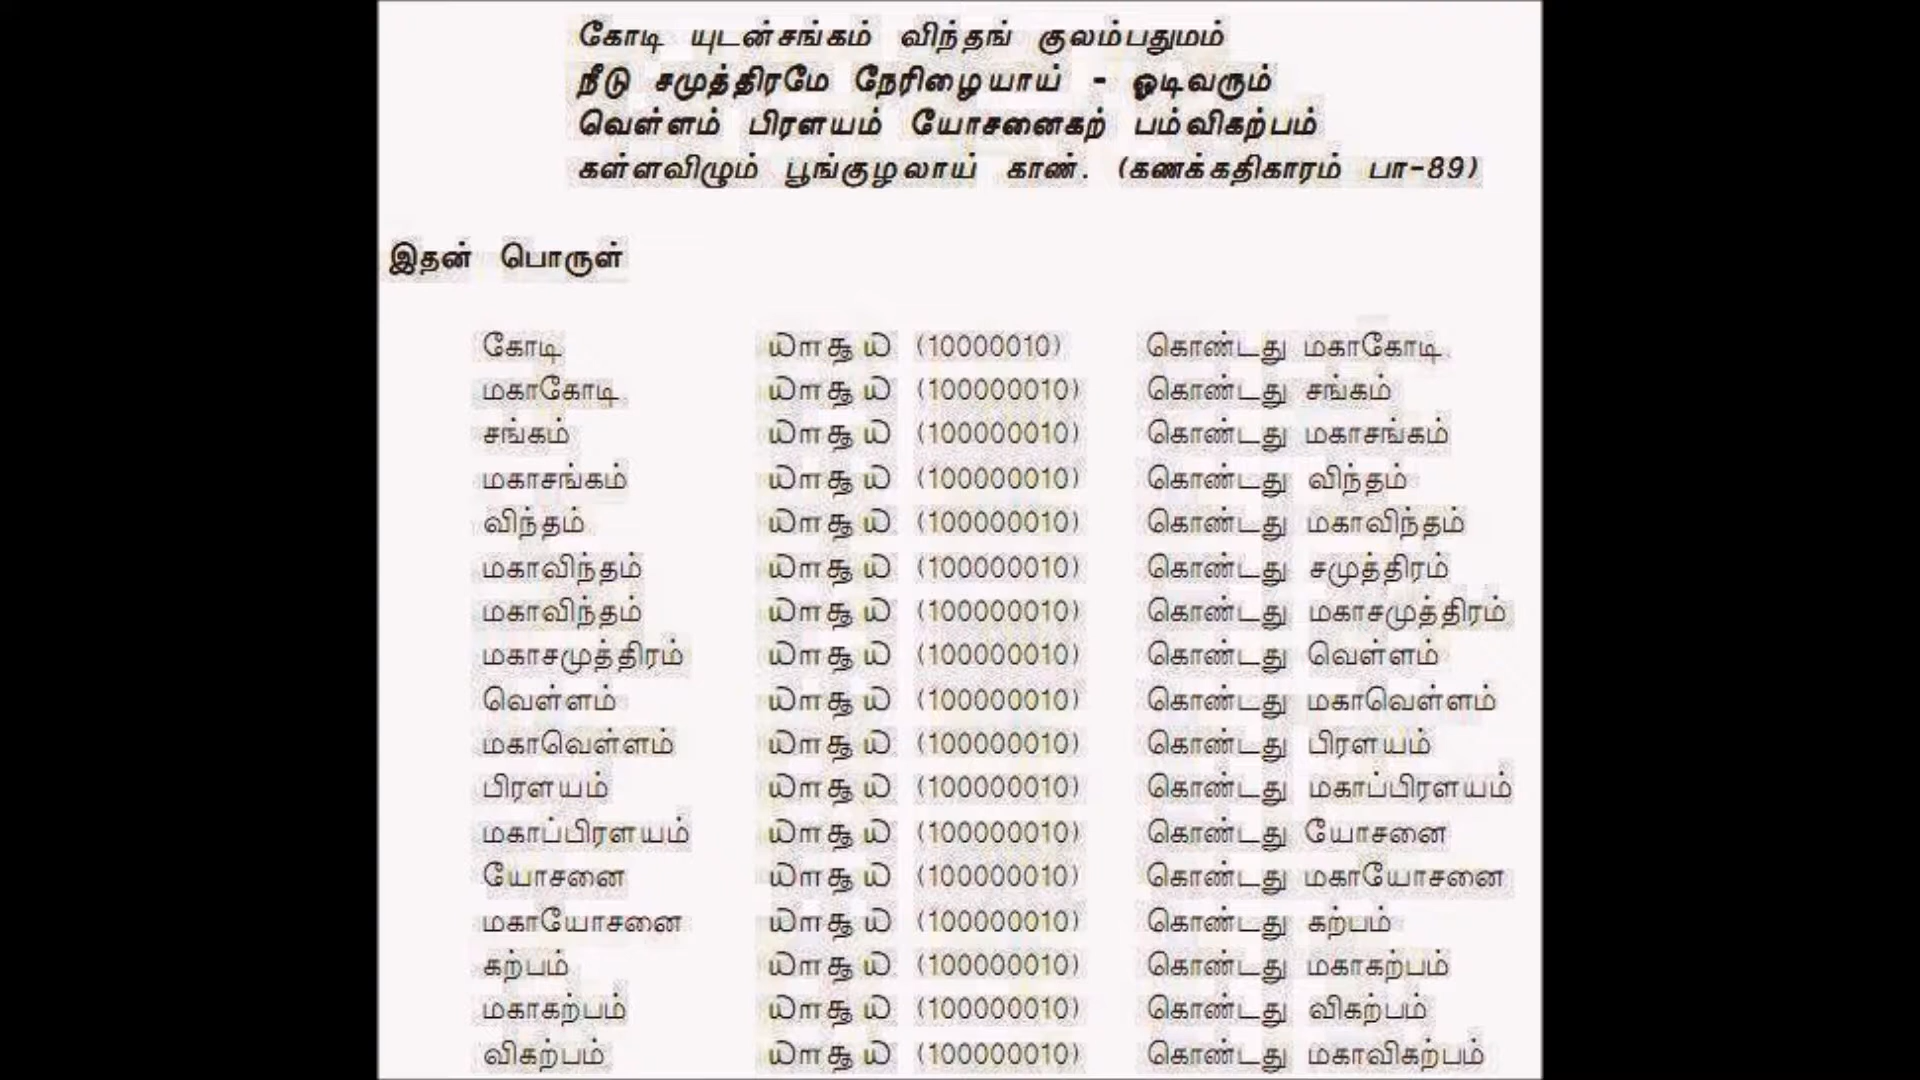 கோடி யுடன்சங்கம் விந்தங் குலம்பதுமம்
நீடு சமுத்திரமே நேரிழையாய் - ஓடிவரும்
வெள்ளம் பிரளயம் யோசனைகற் பம்விகற்பம்
கள்ளவிழும் பூங்குழலாய் காண். (கணக்கதிகாரம் பா-89)
இதன் பொருள்
கோடி (10000010) கொண்டது மகாகோடி
மகாகோடி (100000010) கொண்டது சங்கம்
சங்கம் (100000010) கொண்டது மகாசங்கம்
மகாசங்கம் (100000010) கொண்டது விந்தம்
விந்தம் (100000010) கொண்டது மகாவிந்தம்
மகாவிந்தம் (100000010) கொண்டது சமுத்திரம்
மகாவிந்தம் (100000010) கொண்டது மகாசமுத்திரம்
மகாசமுத்திரம் (100000010) கொண்டது வெள்ளம்
வெள்ளம் (100000010) கொண்டது மகாவெள்ளம்
மகாவெள்ளம் (100000010) கொண்டது பிரளயம்
பிரளயம் (100000010) கொண்டது மகாப்பிரளயம்
மகாப்பிரளயம் (100000010) கொண்டது யோசனை
யோசனை (100000010) கொண்டது மகாயோசனை
மகாயோசனை (100000010) கொண்டது கற்பம்
கற்பம் (100000010) கொண்டது மகாகற்பம்
மகாகற்பம் (100000010) கொண்டது விகற்பம்
விகற்பம் (100000010) கொண்டது மகாவிகற்பம்